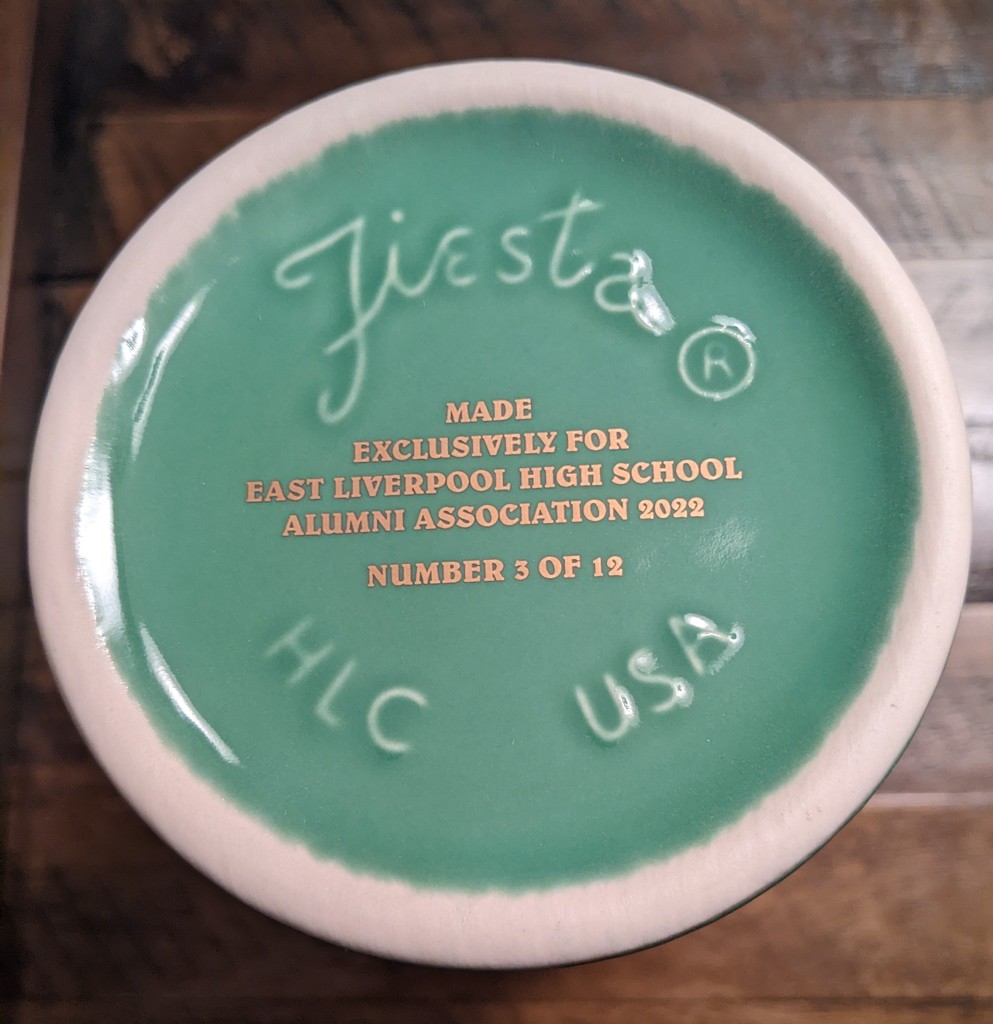 Fiesta
®
MADE
EXCLUSIVELY FOR
EAST LIVERPOOL HIGH SCHOOL
ALUMNI ASSOCIATION 2022
NUMBER 3 OF 12
HLC USA